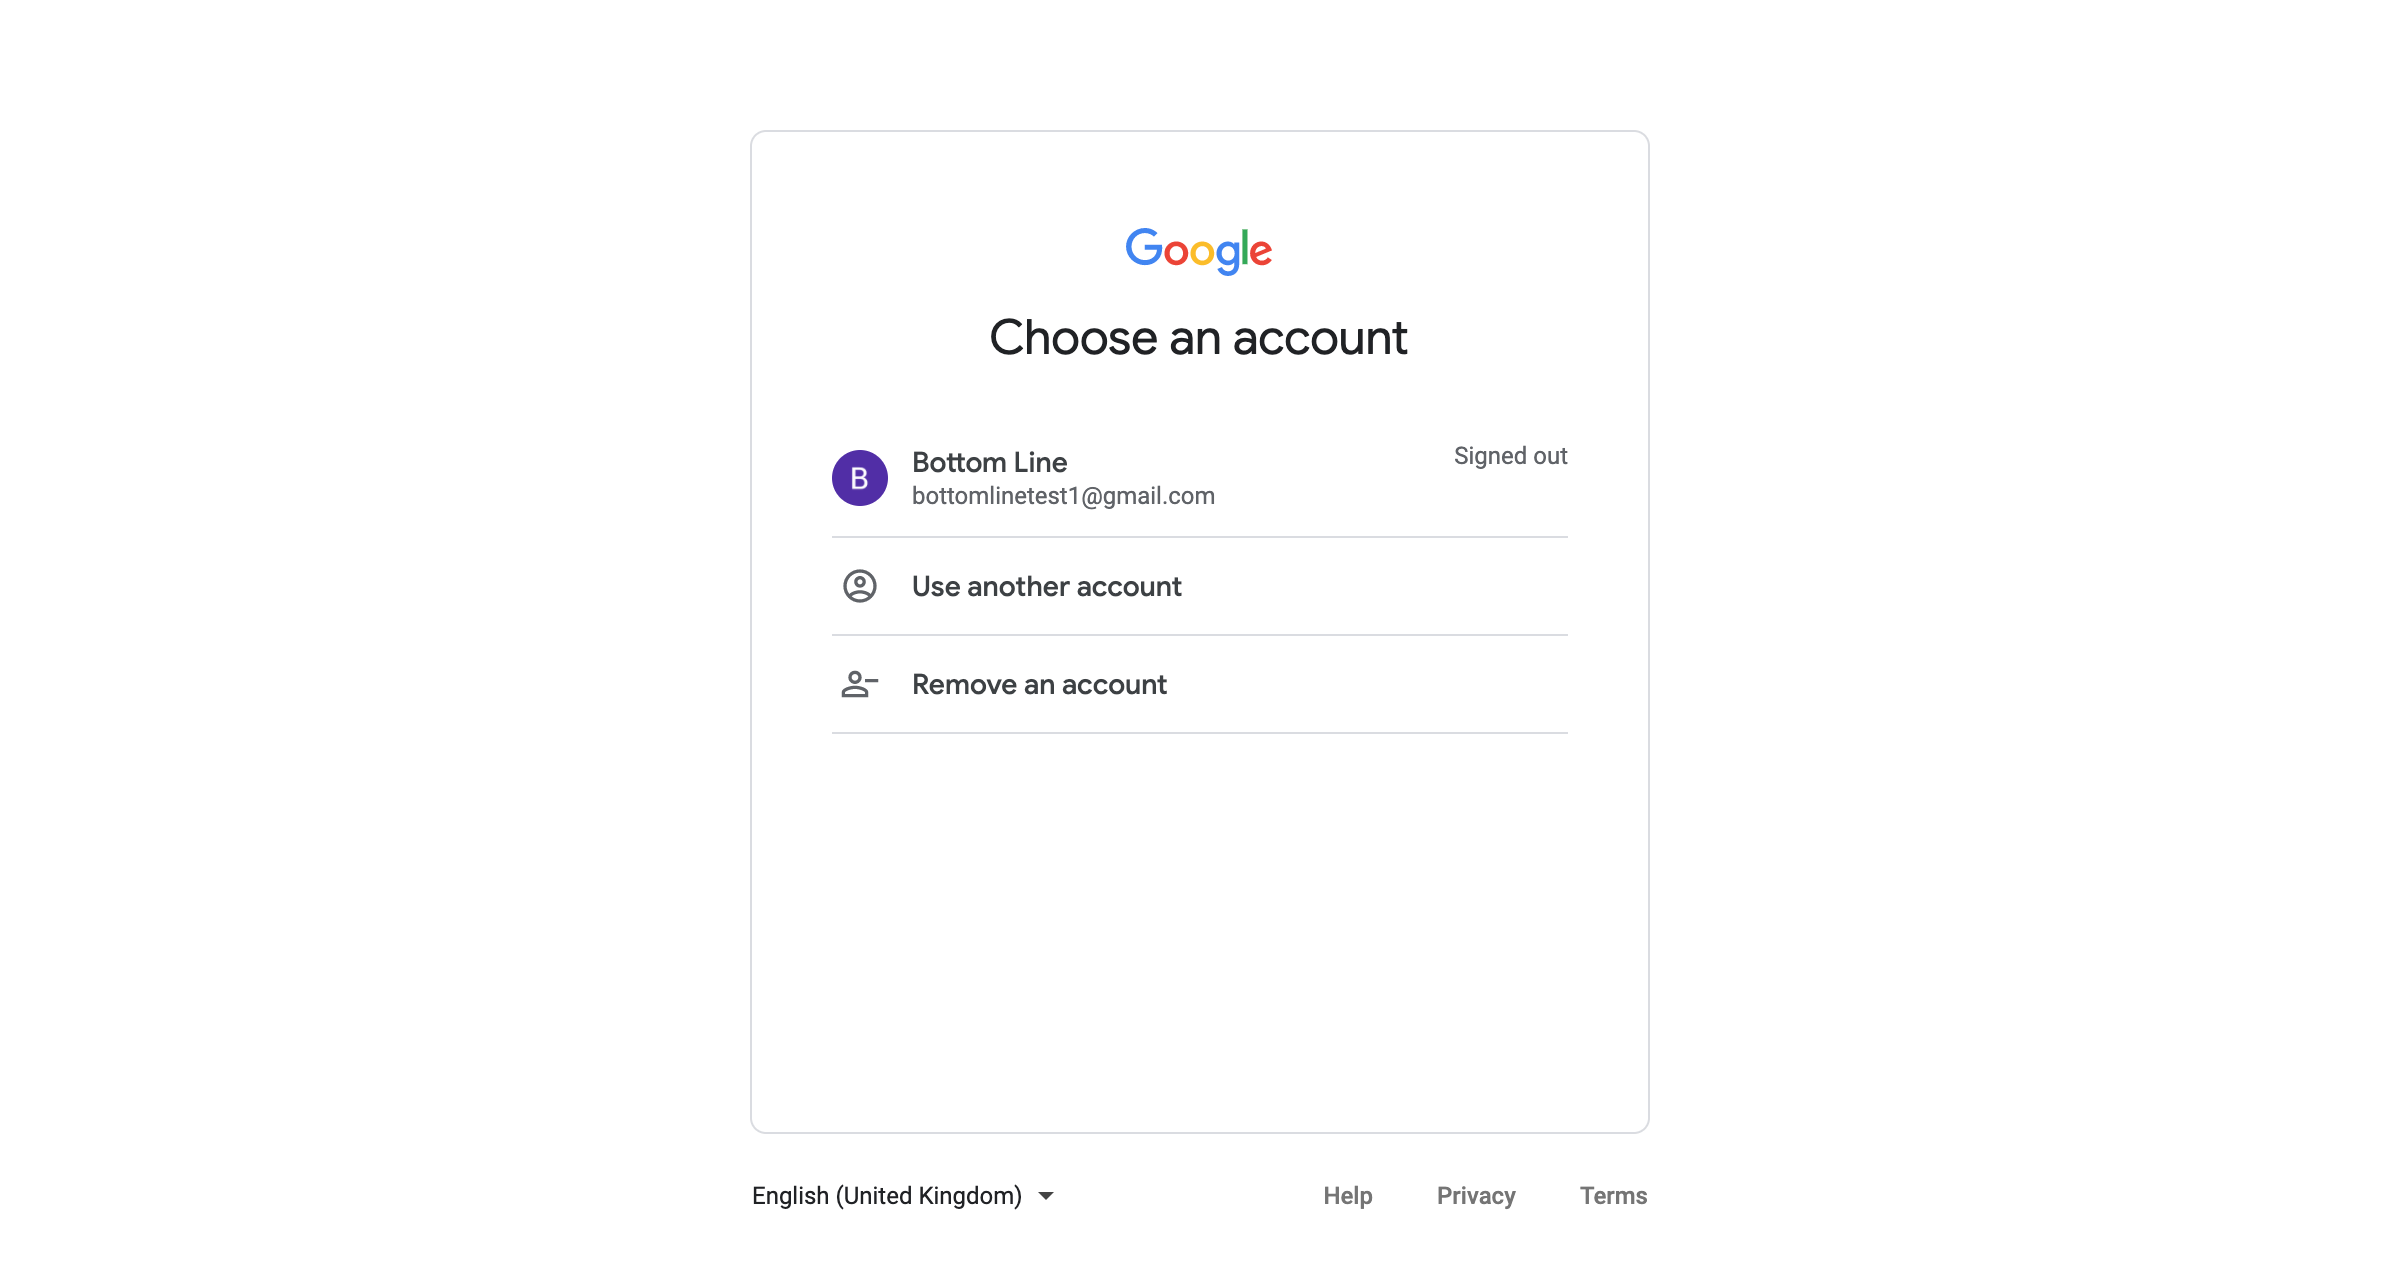 Google
Choose an account
B
Bottom Line
Signed out
bottomlinetest1@gmail.com
Use another account
Remove an account
English (United Kingdom)
Help
Privacy
Terms